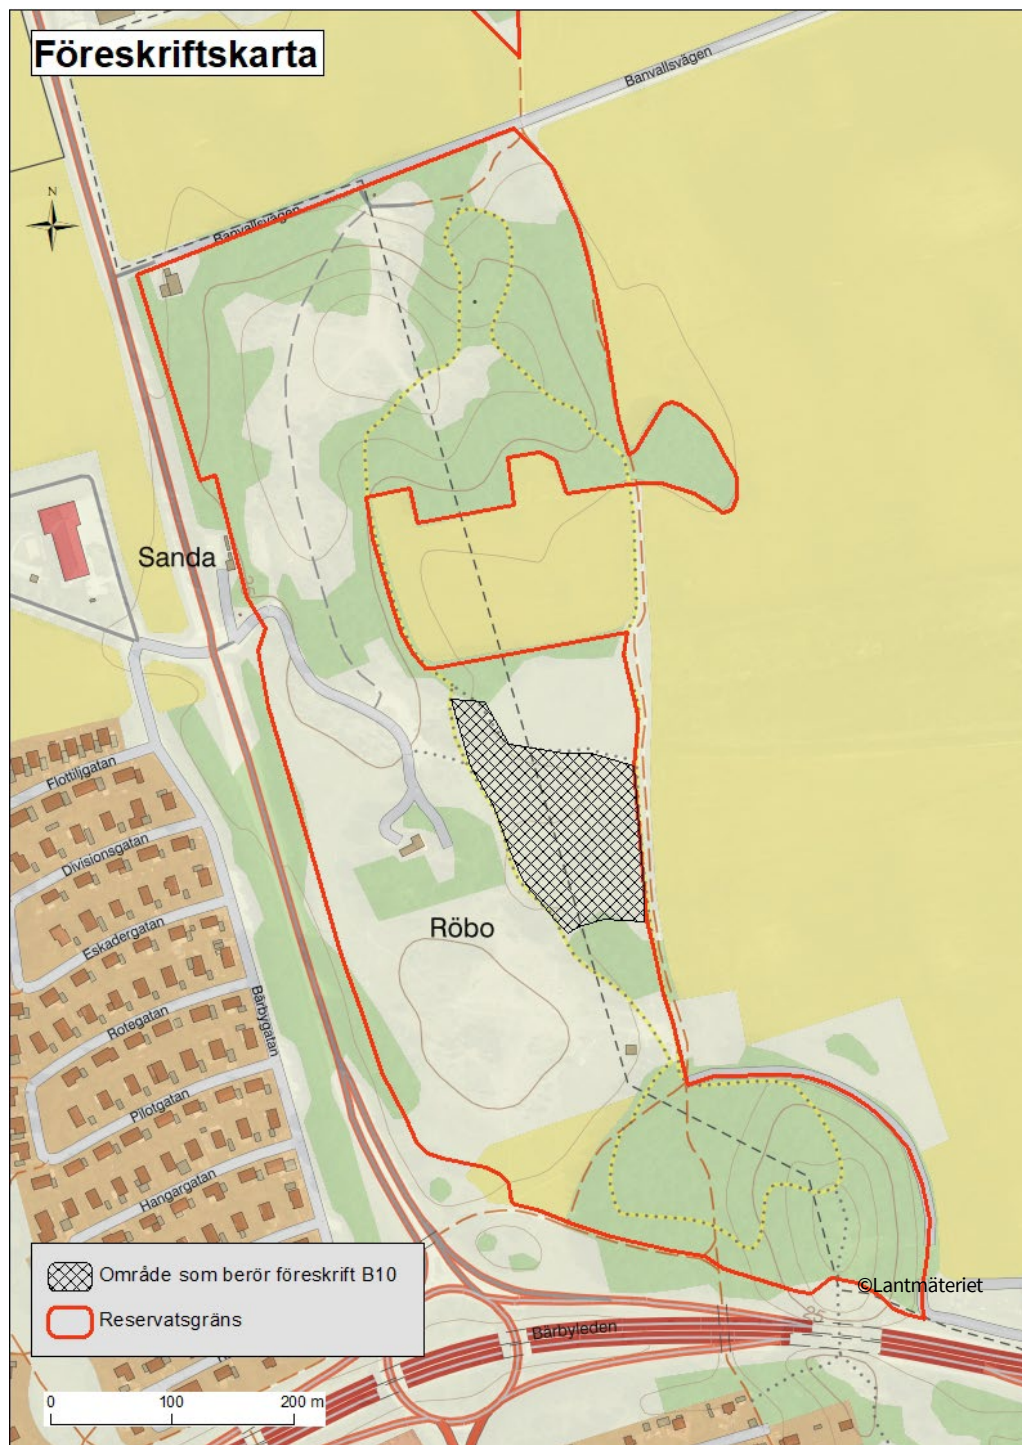 Föreskriftskarta
Banvallsvägen
N
Banvallsvägen
Sanda
Flottiljgatan
Divisionsgatan
Eskadergatan
Röbo
Rotegatan
Bärbygatan
Pilotgatan
Hangargatan
Område som berör föreskrift B10
©Lantmäteriet
Reservatsgräns
Bärbyleden
0 100 200 m